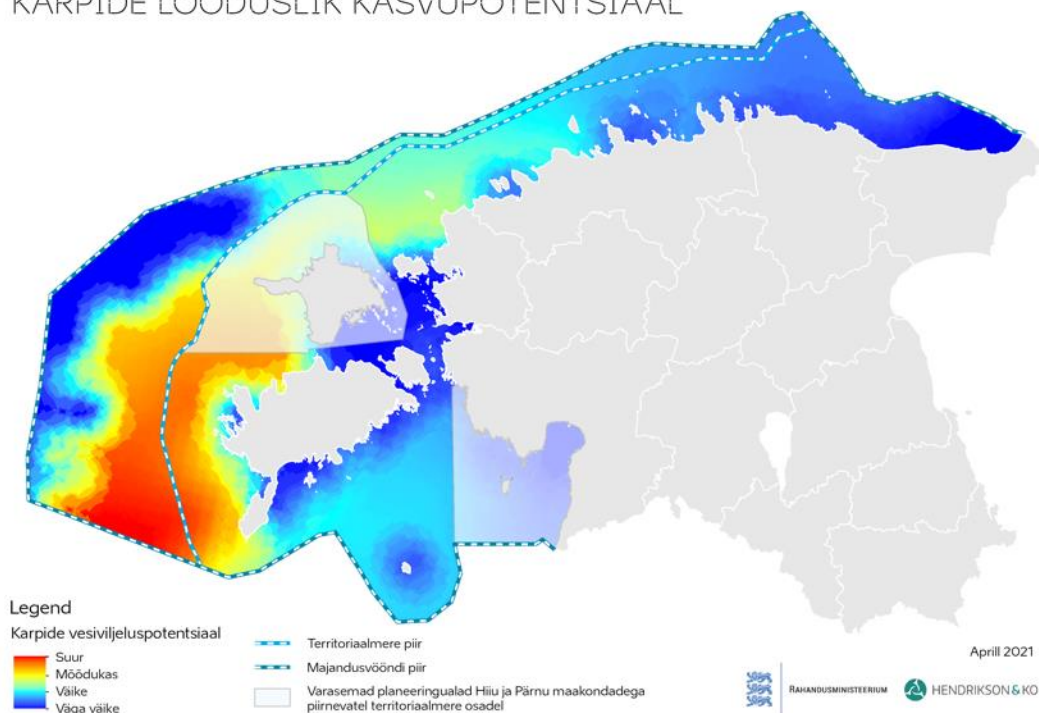 KARPIDE LOODUSLIK KASVUPOTENTSIAAL
Legend
Karpide vesiviljeluspotentsiaal
Suur
Möödukas
Väike
Väga väike
Territoriaalmere piir
Majandusvööndi piir
Varasemad planeeringualad Hiiu ja Pärnu maakondadega
piirnevatel territoriaalmere osadel
Aprill 2021
RAHANDUSMINISTEERIUM
HENDRIKSON & KO